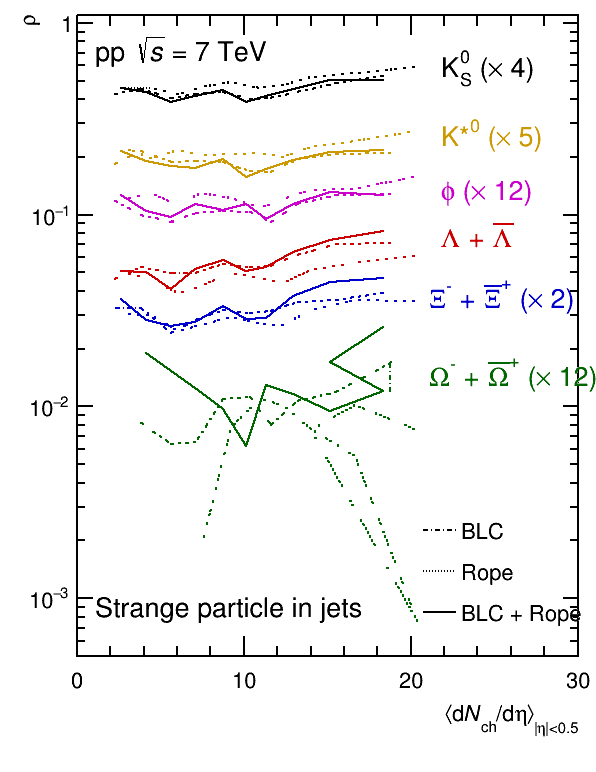 ρ
1
pp √s = 7 TeV
K⁰_S (× 4)
K*⁰ (× 5)
10⁻¹
ϕ (× 12)
Λ + Λ̅
Ξ⁻ + Ξ̅⁺ (× 2)
Ω⁻ + Ω̅⁺ (× 12)
10⁻²
BLC
Rope
10⁻³
Strange particle in jets
BLC + Rope
0 10 20 30
⟨dN_ch/dη⟩_|η|<0.5